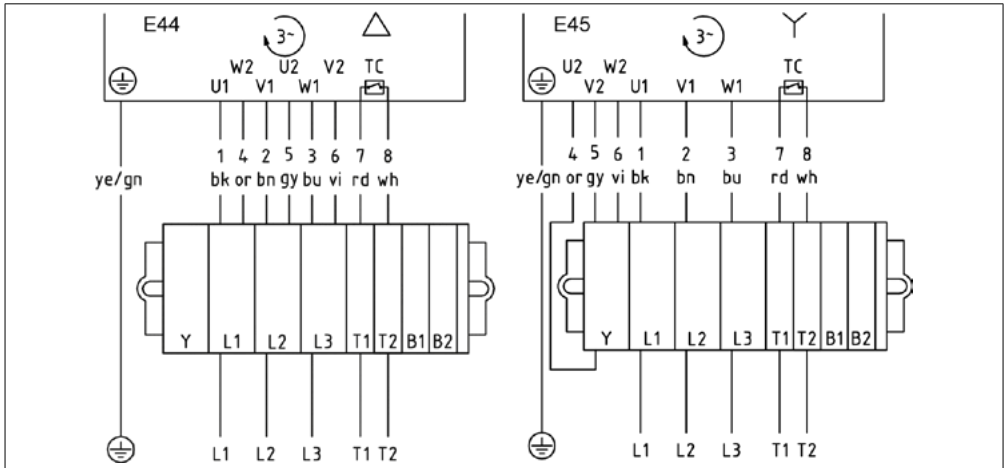 E44 3~ △
W2 U2 V2 TC
U1 V1 W1
1 4 2 5 3 6 7 8
ye/gn bk or bn gy bu vi rd wh
Y L1 L2 L3 T1 T2 B1 B2
L1 L2 L3 T1 T2
E45 3~ Y
U2 W2 TC
V2 U1 V1 W1
4 5 6 1 2 3 7 8
ye/gn or gy vi bk bn bu rd wh
Y L1 L2 L3 T1 T2 B1 B2
L1 L2 L3 T1 T2